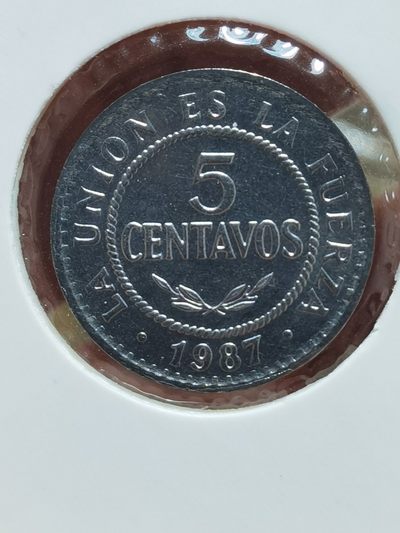 LA UNION ES LA FUERZA
5
CENTAVOS
1987